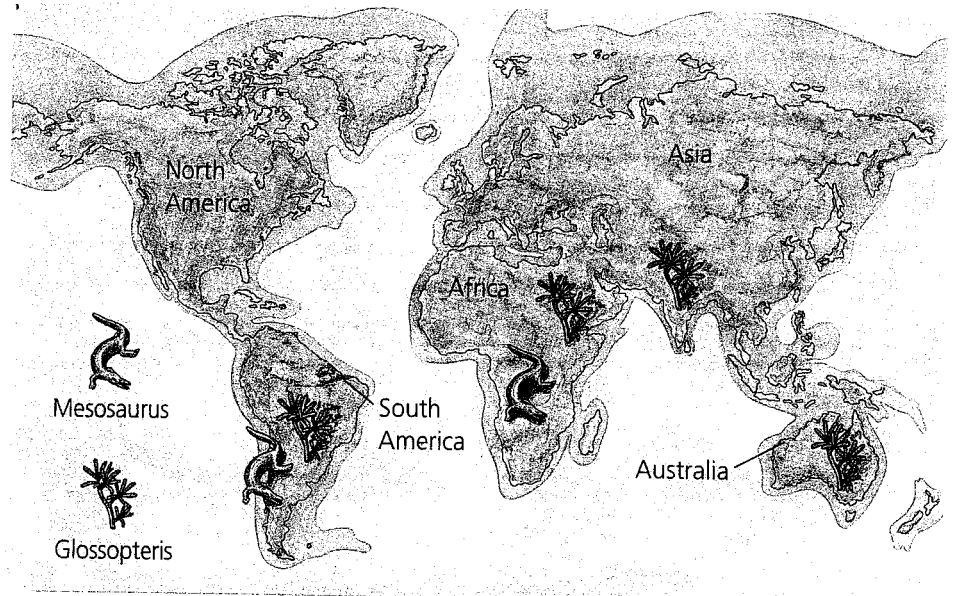 North
America
Asia
Africa
Mesosaurus
South
America
Australia
Glossopteris